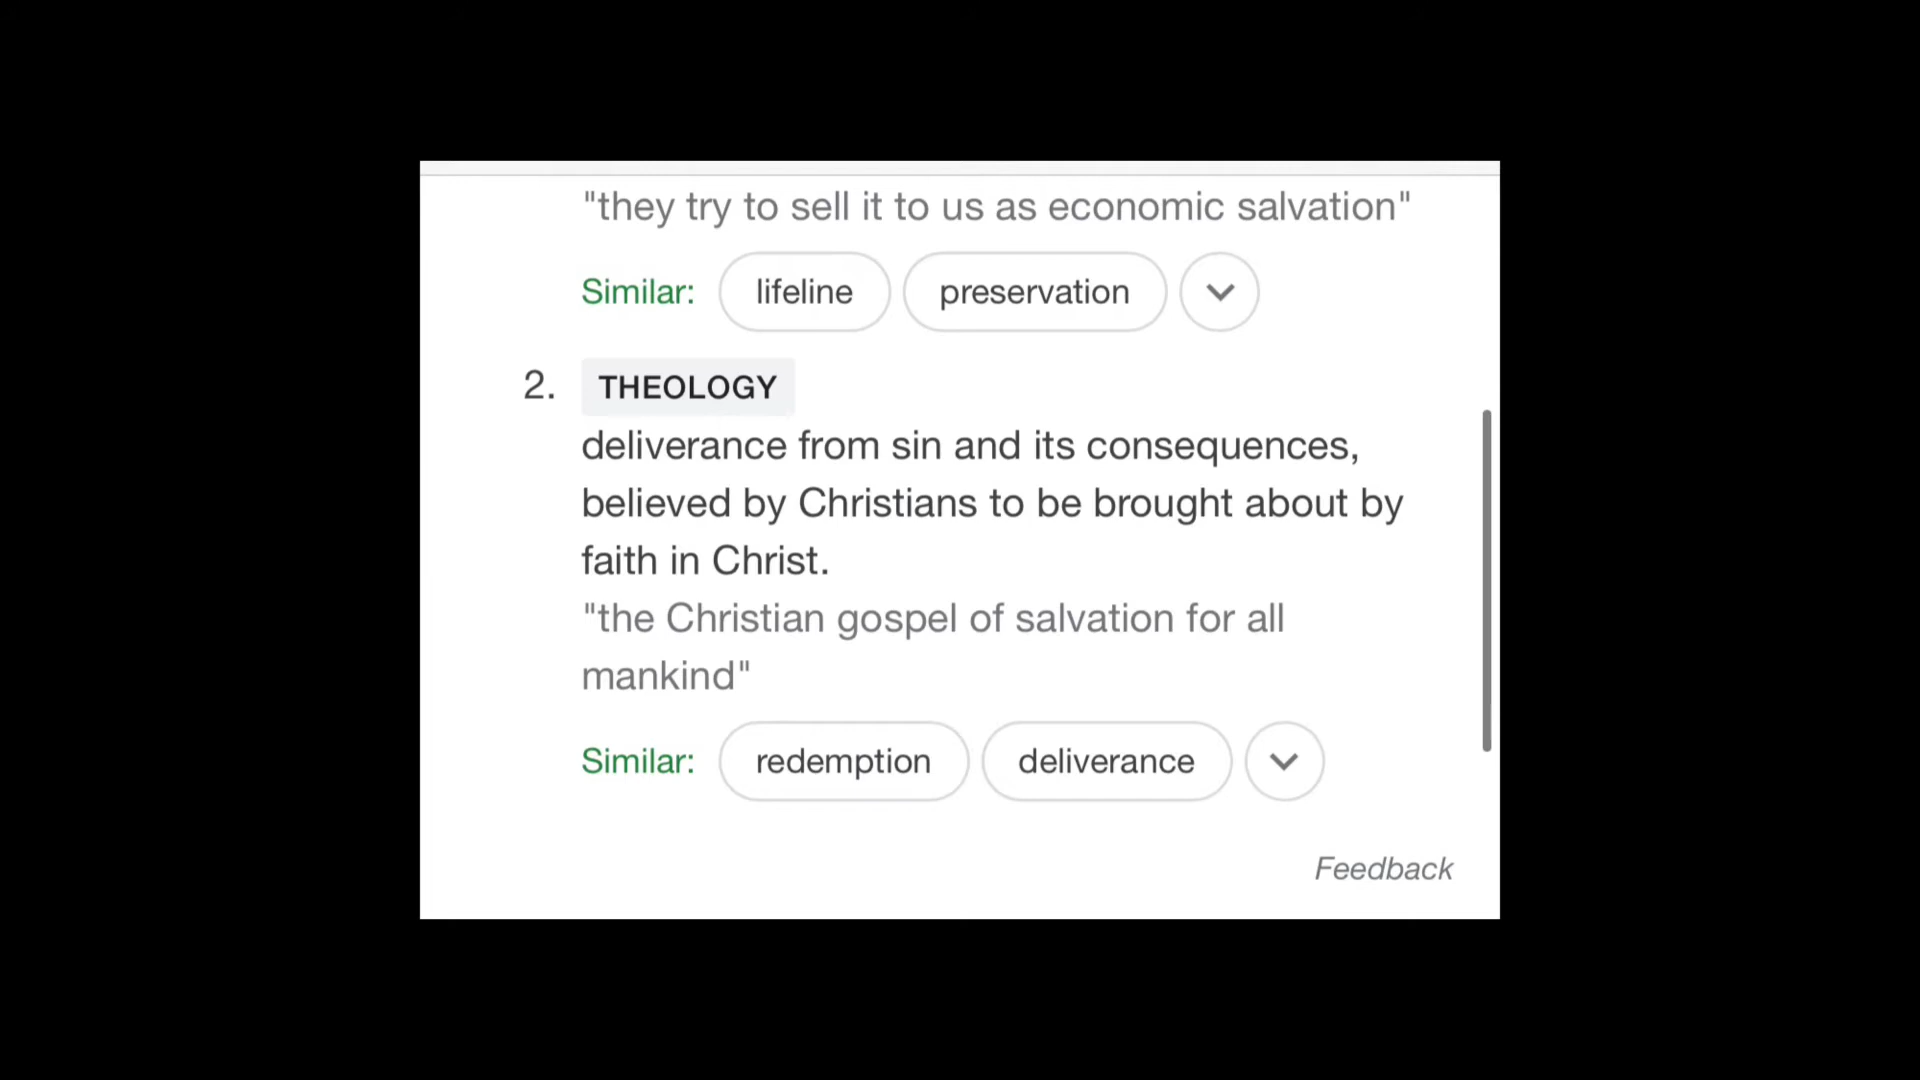 "they try to sell it to us as economic salvation"
Similar: lifeline preservation
2. THEOLOGY
deliverance from sin and its consequences,
believed by Christians to be brought about by
faith in Christ.
"the Christian gospel of salvation for all
mankind"
Similar: redemption deliverance
Feedback